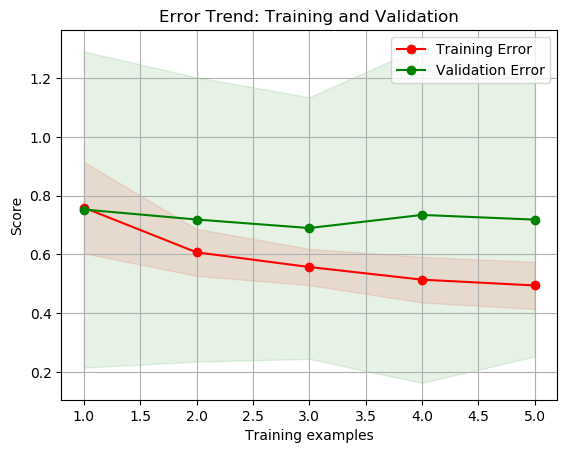 Error Trend: Training and Validation
Training Error
Validation Error
Score
1.2
1.0
0.8
0.6
0.4
0.2
1.0 1.5 2.0 2.5 3.0 3.5 4.0 4.5 5.0
Training examples